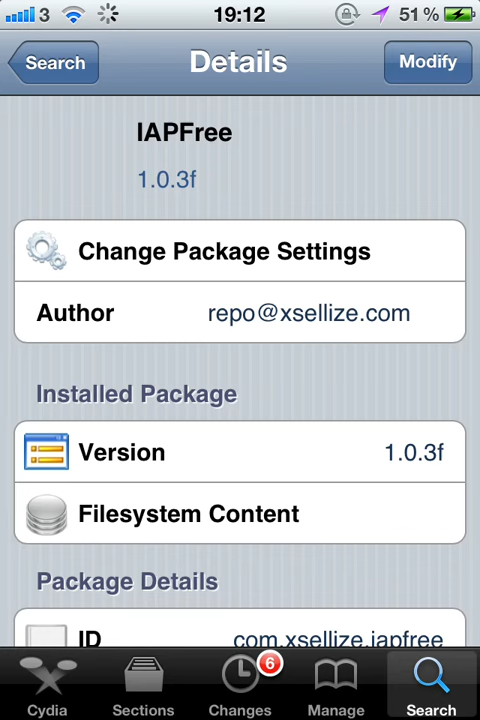 3 19:12 51 %
Search Details Modify
IAPFree
1.0.3f
Change Package Settings
Author repo@xsellize.com
Installed Package
Version 1.0.3f
Filesystem Content
Package Details
ID com.xsellize.iapfree
6
Cydia Sections Changes Manage Search